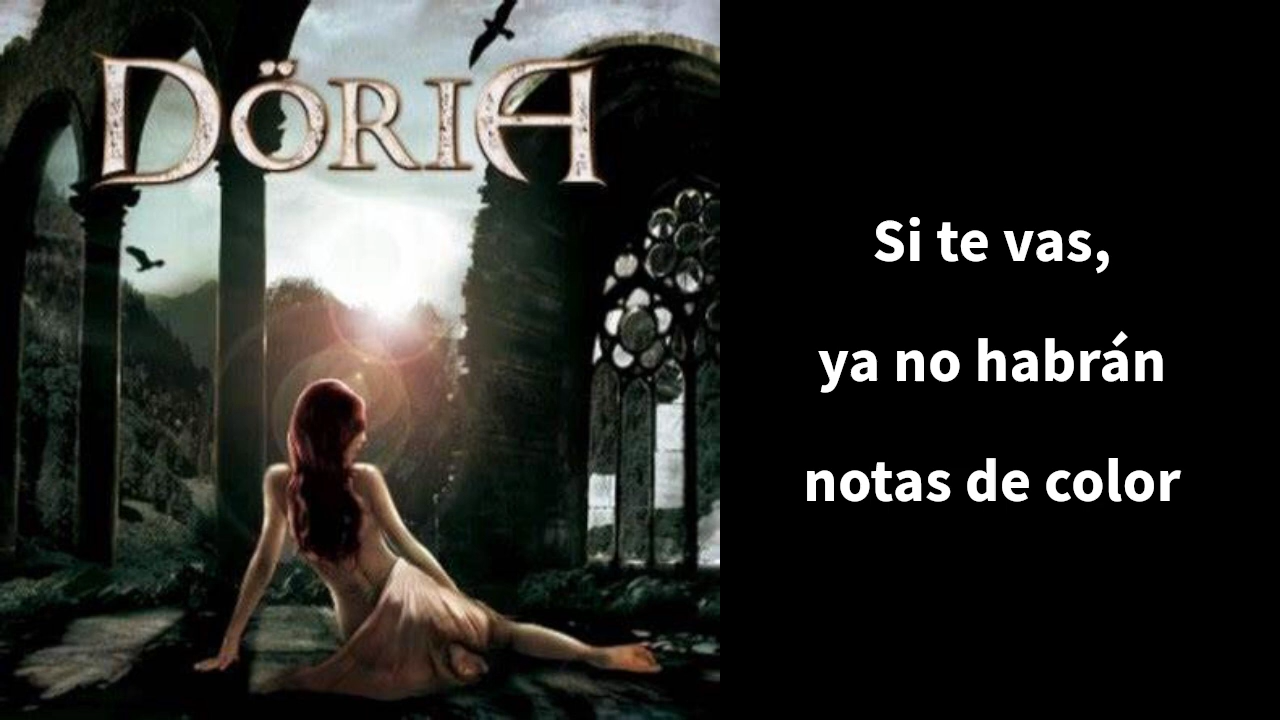 DÖRIA
Si te vas,
ya no habrán
notas de color